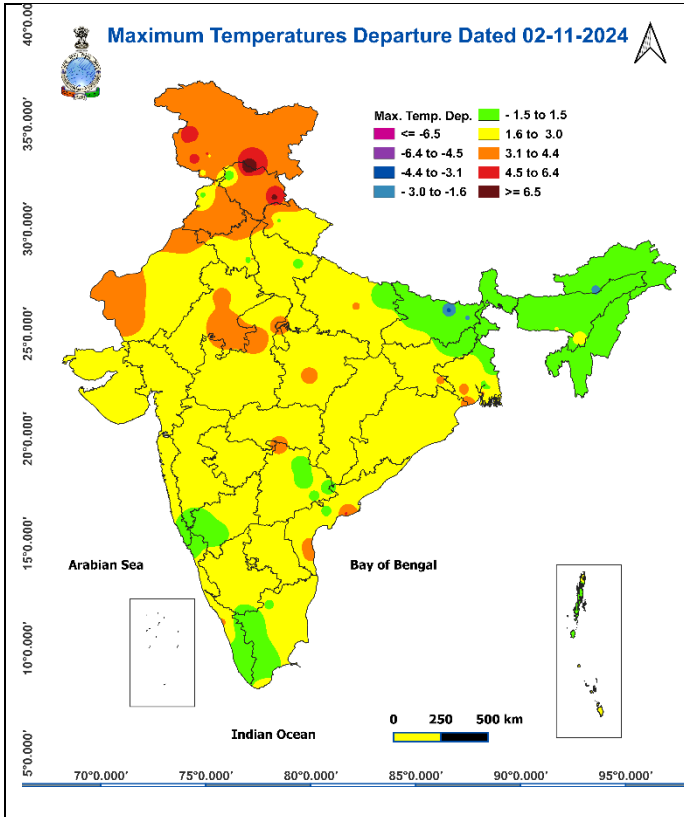 Maximum Temperatures Departure Dated 02-11-2024
Max. Temp. Dep.
<= -6.5
-6.4 to -4.5
-4.4 to -3.1
- 3.0 to -1.6
- 1.5 to 1.5
1.6 to 3.0
3.1 to 4.4
4.5 to 6.4
>= 6.5
40°0.000'
35°0.000'
30°0.000'
25°0.000'
20°0.000'
15°0.000'
10°0.000'
5°0.000'
Arabian Sea
Bay of Bengal
Indian Ocean
0 250 500 km
70°0.000' 75°0.000' 80°0.000' 85°0.000' 90°0.000' 95°0.000'